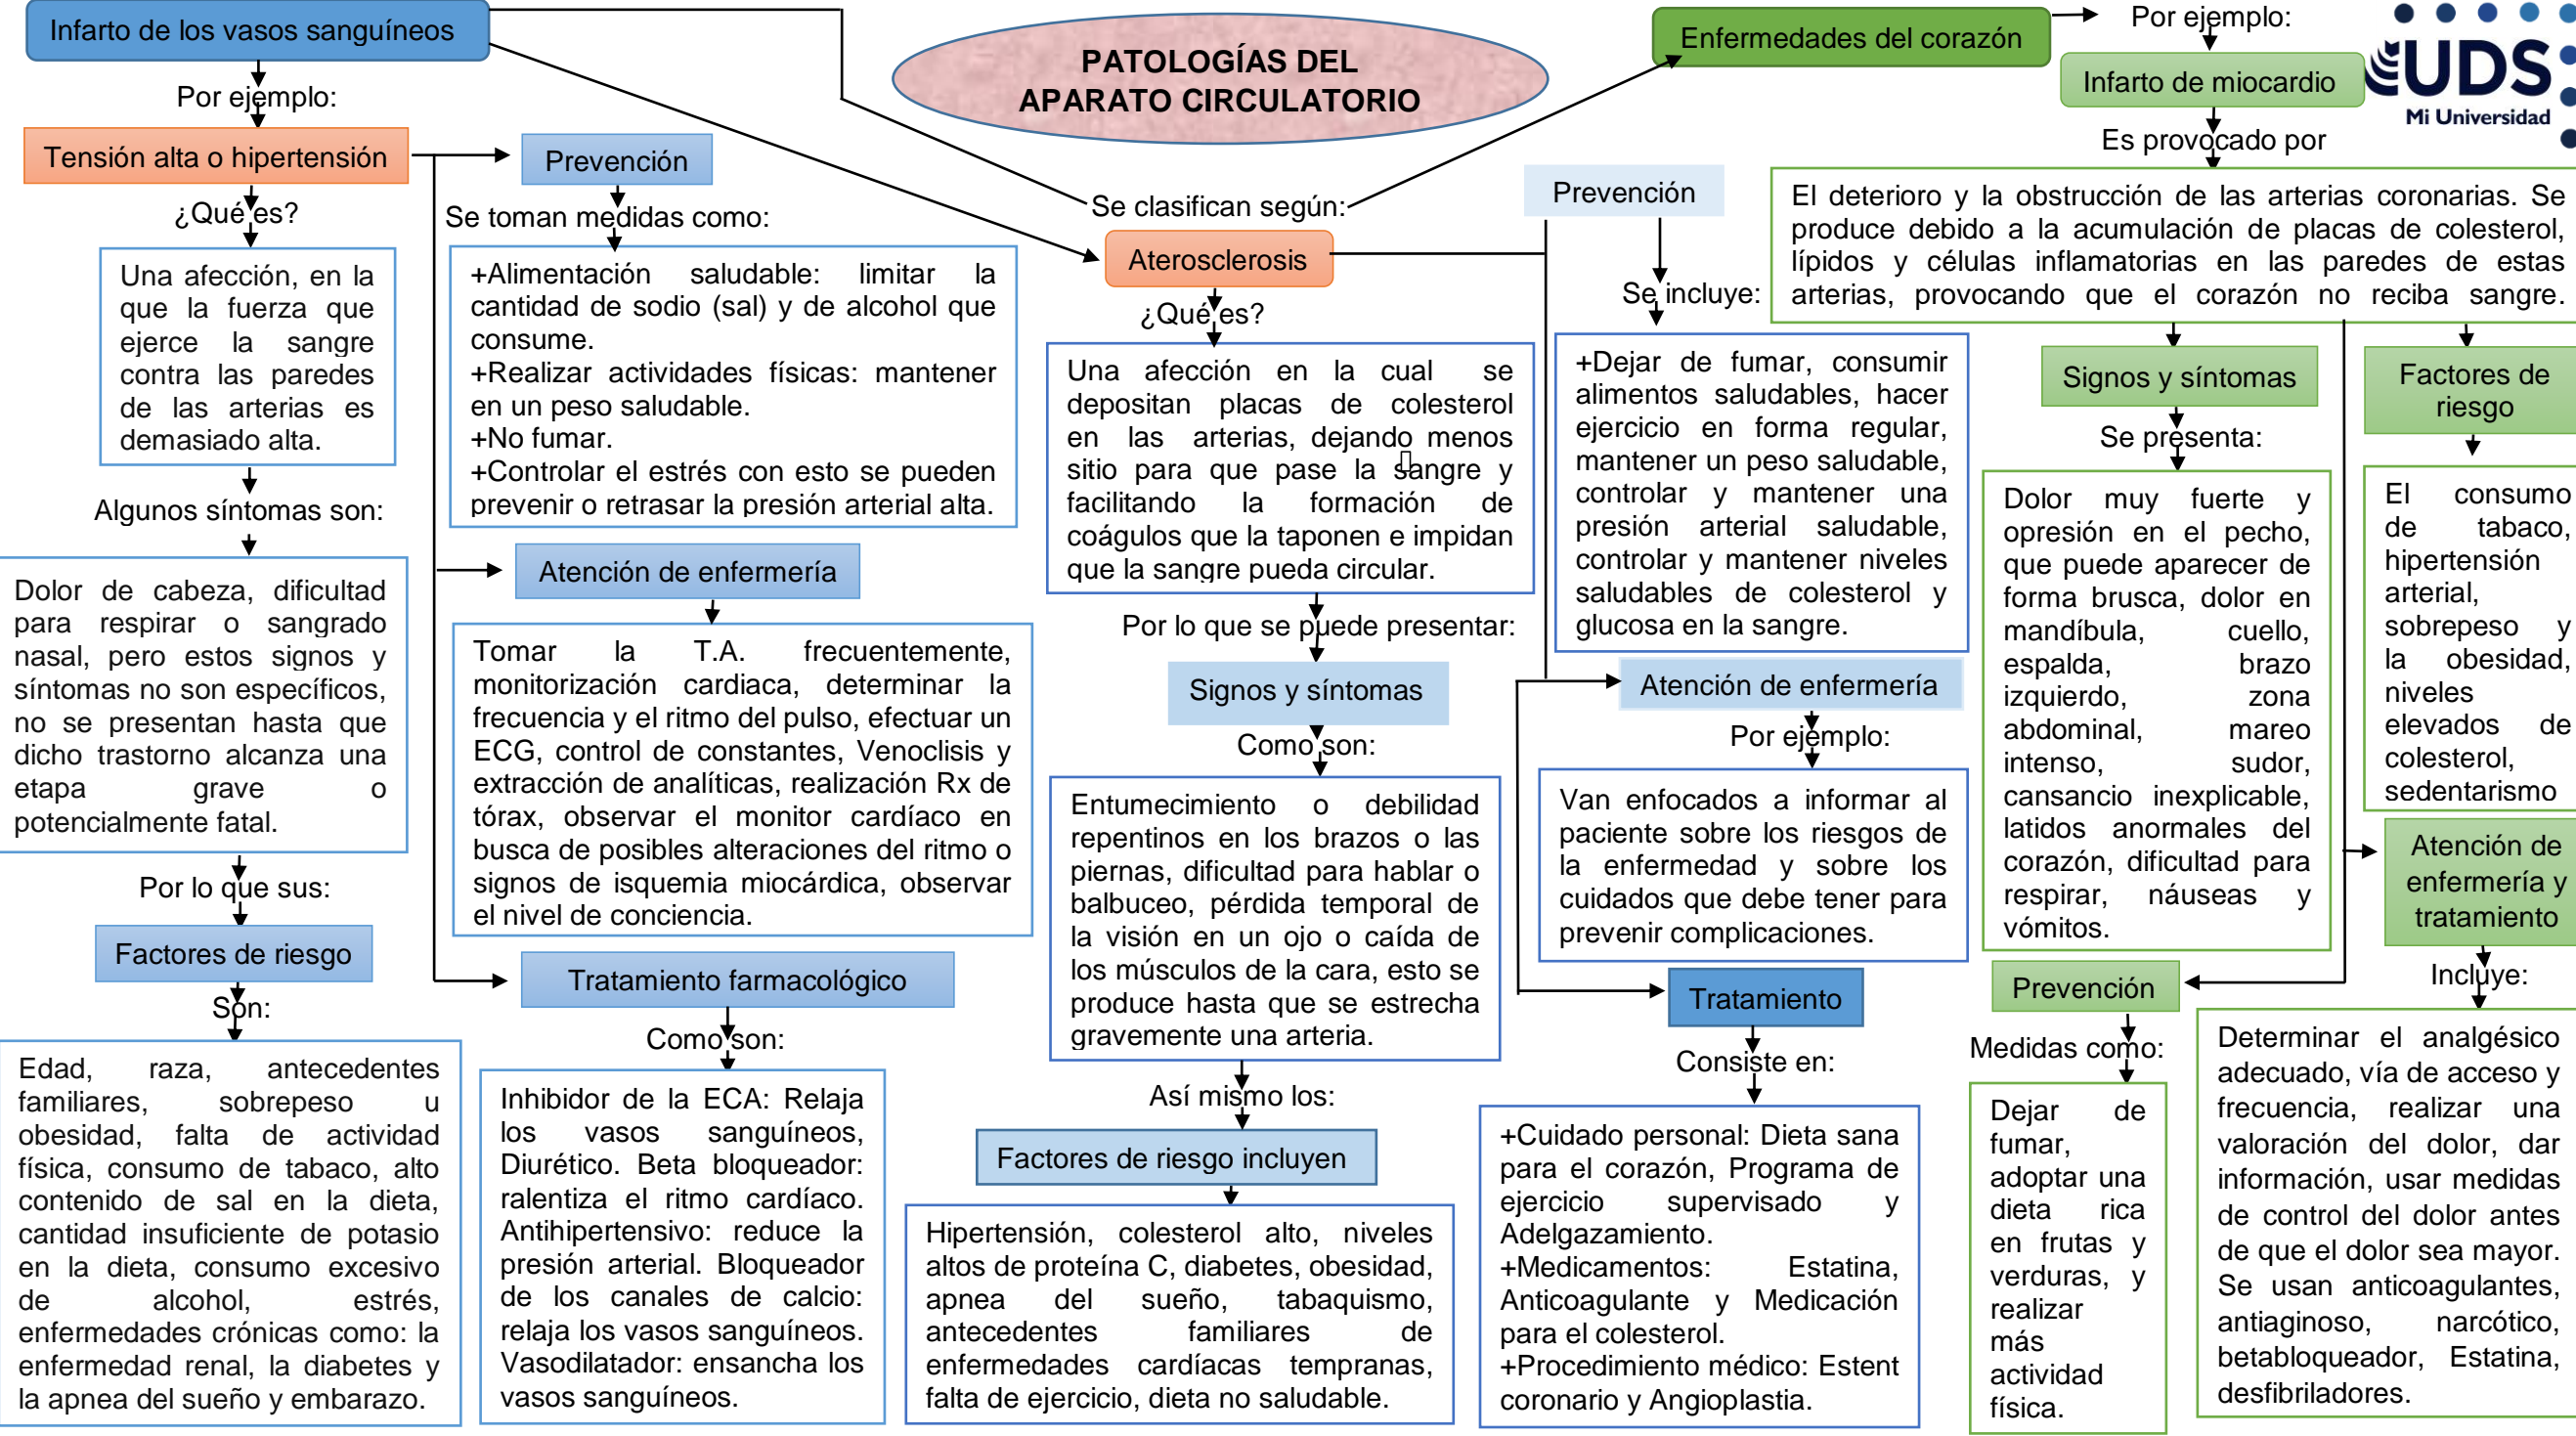 PATOLOGÍAS DEL
APARATO CIRCULATORIO
Se clasifican según:
Infarto de los vasos sanguíneos
Por ejemplo:
Tensión alta o hipertensión
¿Qué es?
Una afección, en la
que la fuerza que
ejerce la sangre
contra las paredes
de las arterias es
demasiado alta.
Algunos síntomas son:
Dolor de cabeza, dificultad
para respirar o sangrado
nasal, pero estos signos y
síntomas no son específicos,
no se presentan hasta que
dicho trastorno alcanza una
etapa grave o
potencialmente fatal.
Por lo que sus:
Factores de riesgo
Son:
Edad, raza, antecedentes
familiares, sobrepeso u
obesidad, falta de actividad
física, consumo de tabaco, alto
contenido de sal en la dieta,
cantidad insuficiente de potasio
en la dieta, consumo excesivo
de alcohol, estrés,
enfermedades crónicas como: la
enfermedad renal, la diabetes y
la apnea del sueño y embarazo.
Prevención
Se toman medidas como:
+Alimentación saludable: limitar la
cantidad de sodio (sal) y de alcohol que
consume.
+Realizar actividades físicas: mantener
en un peso saludable.
+No fumar.
+Controlar el estrés con esto se pueden
prevenir o retrasar la presión arterial alta.
Atención de enfermería
Tomar la T.A. frecuentemente,
monitorización cardiaca, determinar la
frecuencia y el ritmo del pulso, efectuar un
ECG, control de constantes, Venoclisis y
extracción de analíticas, realización Rx de
tórax, observar el monitor cardíaco en
busca de posibles alteraciones del ritmo o
signos de isquemia miocárdica, observar
el nivel de conciencia.
Tratamiento farmacológico
Como son:
Inhibidor de la ECA: Relaja
los vasos sanguíneos,
Diurético. Beta bloqueador:
ralentiza el ritmo cardíaco.
Antihipertensivo: reduce la
presión arterial. Bloqueador
de los canales de calcio:
relaja los vasos sanguíneos.
Vasodilatador: ensancha los
vasos sanguíneos.
Aterosclerosis
¿Qué es?
Una afección en la cual se
depositan placas de colesterol
en las arterias, dejando menos
sitio para que pase la sangre y
facilitando la formación de
coágulos que la taponen e impidan
que la sangre pueda circular.
Por lo que se puede presentar:
Signos y síntomas
Como son:
Entumecimiento o debilidad
repentinos en los brazos o las
piernas, dificultad para hablar o
balbuceo, pérdida temporal de
la visión en un ojo o caída de
los músculos de la cara, esto se
produce hasta que se estrecha
gravemente una arteria.
Así mismo los:
Factores de riesgo incluyen
Hipertensión, colesterol alto, niveles
altos de proteína C, diabetes, obesidad,
apnea del sueño, tabaquismo,
antecedentes familiares de
enfermedades cardíacas tempranas,
falta de ejercicio, dieta no saludable.
Prevención
Se incluye:
+Dejar de fumar, consumir
alimentos saludables, hacer
ejercicio en forma regular,
mantener un peso saludable,
controlar y mantener una
presión arterial saludable,
controlar y mantener niveles
saludables de colesterol y
glucosa en la sangre.
Atención de enfermería
Por ejemplo:
Van enfocados a informar al
paciente sobre los riesgos de
la enfermedad y sobre los
cuidados que debe tener para
prevenir complicaciones.
Tratamiento
Consiste en:
+Cuidado personal: Dieta sana
para el corazón, Programa de
ejercicio supervisado y
Adelgazamiento.
+Medicamentos: Estatina,
Anticoagulante y Medicación
para el colesterol.
+Procedimiento médico: Estent
coronario y Angioplastia.
Enfermedades del corazón
Por ejemplo:
Infarto de miocardio
UDS
Mi Universidad
Es provocado por
El deterioro y la obstrucción de las arterias coronarias. Se
produce debido a la acumulación de placas de colesterol,
lípidos y células inflamatorias en las paredes de estas
arterias, provocando que el corazón no reciba sangre.
Signos y síntomas
Se presenta:
Dolor muy fuerte y
opresión en el pecho,
que puede aparecer de
forma brusca, dolor en
mandíbula, cuello,
espalda, brazo
izquierdo, zona
abdominal, mareo
intenso, sudor,
cansancio inexplicable,
latidos anormales del
corazón, dificultad para
respirar, náuseas y
vómitos.
Factores de
riesgo
El consumo
de tabaco,
hipertensión
arterial,
sobrepeso y
la obesidad,
niveles
elevados de
colesterol,
sedentarismo
Prevención
Medidas como:
Dejar de
fumar,
adoptar una
dieta rica
en frutas y
verduras, y
realizar
más
actividad
física.
Atención de
enfermería y
tratamiento
Incluye:
Determinar el analgésico
adecuado, vía de acceso y
frecuencia, realizar una
valoración del dolor, dar
información, usar medidas
de control del dolor antes
de que el dolor sea mayor.
Se usan anticoagulantes,
antiaginoso, narcótico,
betabloqueador, Estatina,
desfibriladores.